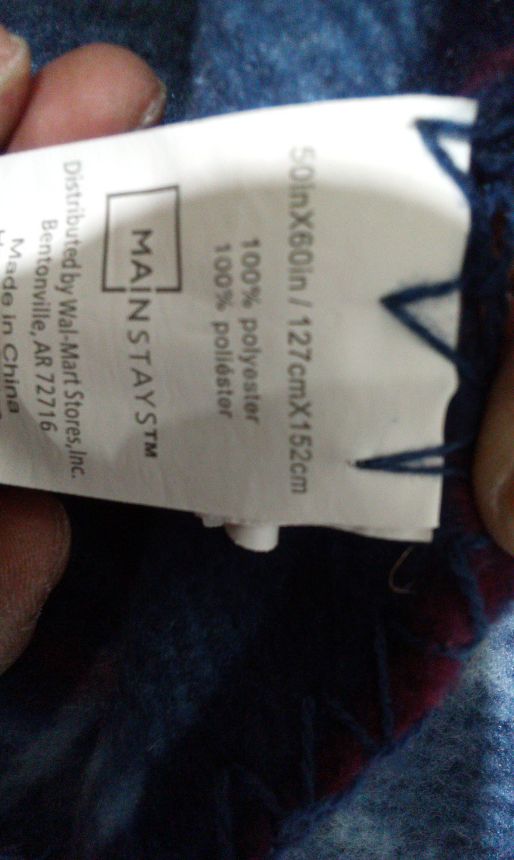 50inX60in / 127cmX152cm
100% polyester
100% poliéster
MAINSTAYS™
Distributed by Wal-Mart Stores, Inc.
Bentonville, AR 72716
Made in China